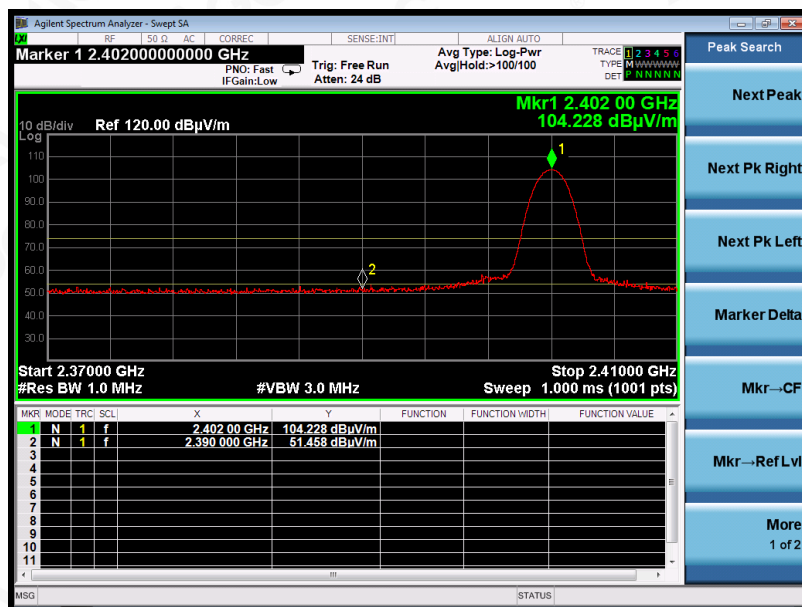 Agilent Spectrum Analyzer - Swept SA
LXI RF 50 Ω AC CORREC SENSE:INT ALIGN AUTO
Marker 1 2.402000000000 GHz
PNO: Fast
IFGain:Low
Trig: Free Run
Atten: 24 dB
Avg Type: Log-Pwr
Avg|Hold:>100/100
TRACE 1 2 3 4 5 6
TYPE M W W W W W
DET P N N N N N
Mkr1 2.402 00 GHz
104.228 dBµV/m
10 dB/div Ref 120.00 dBµV/m
Log
110
100
90.0
80.0
70.0
60.0
50.0
40.0
30.0
1
2
Start 2.37000 GHz Stop 2.41000 GHz
#Res BW 1.0 MHz #VBW 3.0 MHz Sweep 1.000 ms (1001 pts)
MKR MODE TRC SCL X Y FUNCTION FUNCTION WIDTH FUNCTION VALUE
1 N 1 f 2.402 00 GHz 104.228 dBµV/m
2 N 1 f 2.390 000 GHz 51.458 dBµV/m
3
4
5
6
7
8
9
10
11
MSG STATUS
Peak Search
Next Peak
Next Pk Right
Next Pk Left
Marker Delta
Mkr→CF
Mkr→Ref Lvl
More
1 of 2